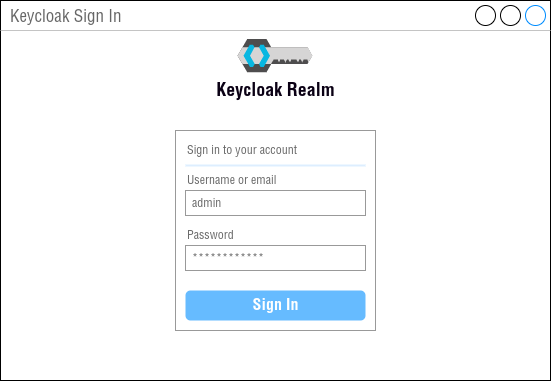 Keycloak Sign In
Keycloak Realm
Sign in to your account
Username or email
admin
Password
************
Sign In